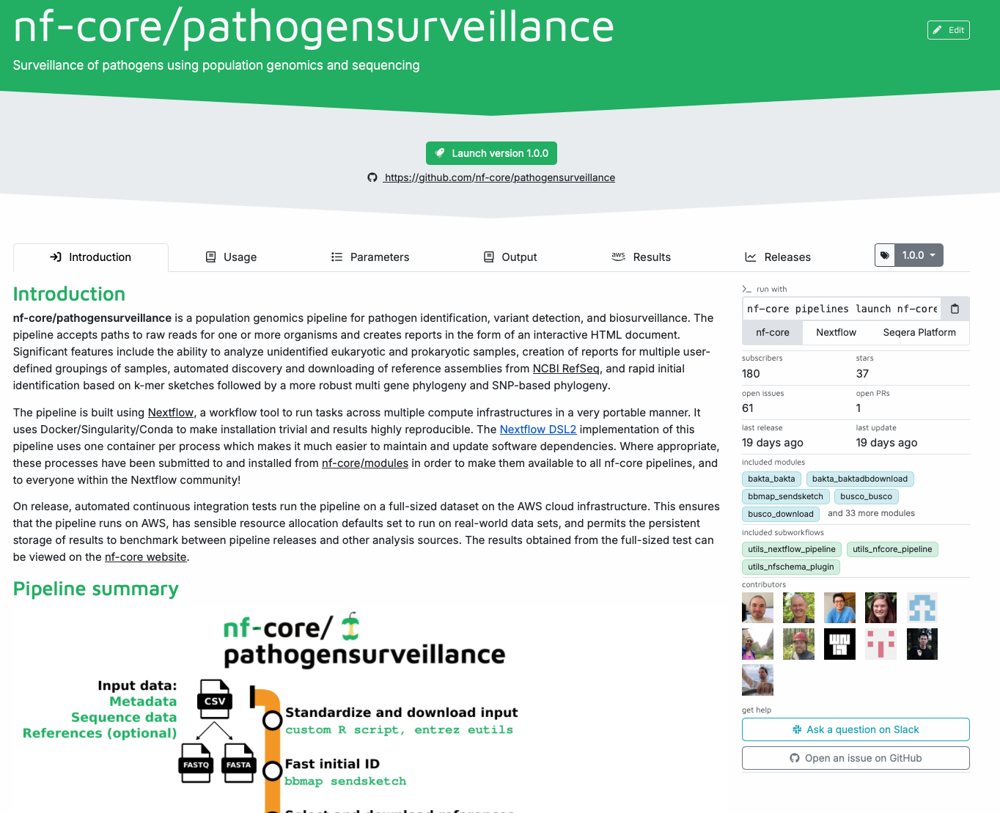 nf-core/pathogensurveillance
Edit
Surveillance of pathogens using population genomics and sequencing
Launch version 1.0.0
https://github.com/nf-core/pathogensurveillance
Introduction
Usage
Parameters
Output
aws Results
Releases
1.0.0
Introduction
nf-core/pathogensurveillance is a population genomics pipeline for pathogen identification, variant detection, and biosurveillance. The
pipeline accepts paths to raw reads for one or more organisms and creates reports in the form of an interactive HTML document.
Significant features include the ability to analyze unidentified eukaryotic and prokaryotic samples, creation of reports for multiple user-
defined groupings of samples, automated discovery and downloading of reference assemblies from NCBI RefSeq, and rapid initial
identification based on k-mer sketches followed by a more robust multi gene phylogeny and SNP-based phylogeny.
The pipeline is built using Nextflow, a workflow tool to run tasks across multiple compute infrastructures in a very portable manner. It
uses Docker/Singularity/Conda to make installation trivial and results highly reproducible. The Nextflow DSL2 implementation of this
pipeline uses one container per process which makes it much easier to maintain and update software dependencies. Where appropriate,
these processes have been submitted to and installed from nf-core/modules in order to make them available to all nf-core pipelines, and
to everyone within the Nextflow community!
On release, automated continuous integration tests run the pipeline on a full-sized dataset on the AWS cloud infrastructure. This ensures
that the pipeline runs on AWS, has sensible resource allocation defaults set to run on real-world data sets, and permits the persistent
storage of results to benchmark between pipeline releases and other analysis sources. The results obtained from the full-sized test can
be viewed on the nf-core website.
Pipeline summary
nf-core/
pathogensurveillance
Input data:
Metadata
Sequence data
References (optional)
CSV
FASTQ
FASTA
Standardize and download input
custom R script, entrez eutils
Fast initial ID
bbmap sendsketch
Select and download references
run with
nf-core pipelines launch nf-core
nf-core
Nextflow
Seqera Platform
subscribers
stars
180
37
open issues
open PRs
61
1
last release
last update
19 days ago
19 days ago
included modules
bakta_bakta
bakta_baktadbdownload
bbmap_sendsketch
busco_busco
busco_download
and 33 more modules
included subworkflows
utils_nextflow_pipeline
utils_nfcore_pipeline
utils_nfschema_plugin
contributors
get help
Ask a question on Slack
Open an issue on GitHub